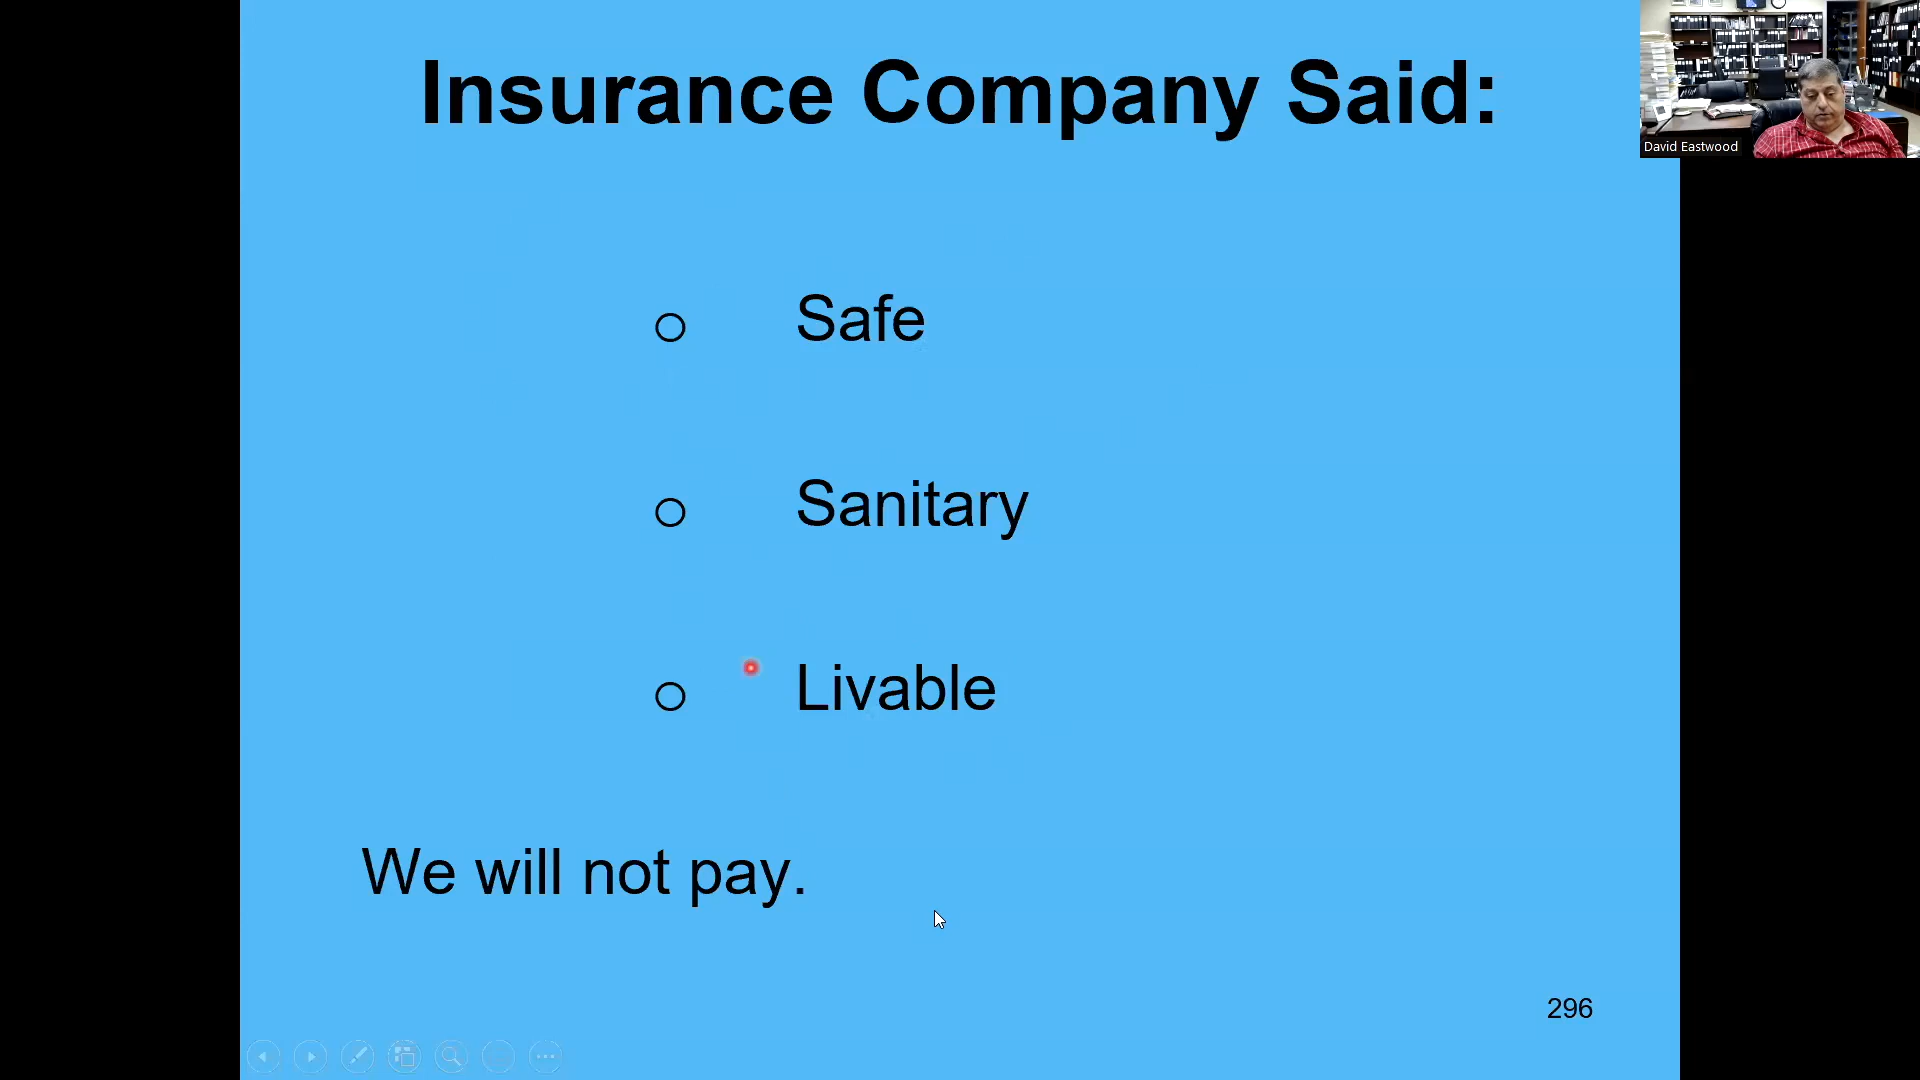 Insurance Company Said:
David Eastwood
○ Safe
○ Sanitary
○ Livable
We will not pay.
296